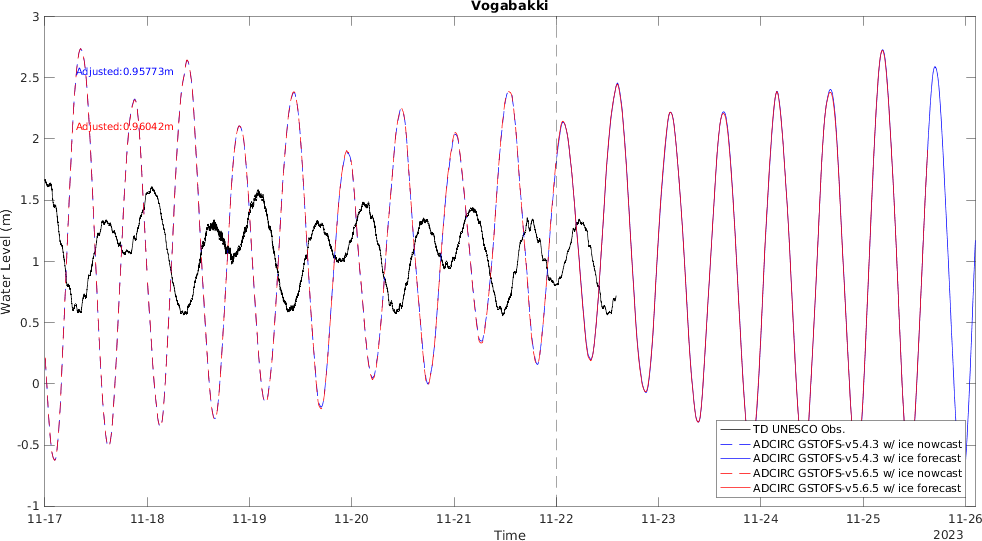 Vogabakki
3
2.5
2
1.5
1
0.5
0
-0.5
-1
Water Level (m)
Adjusted:0.95773m
Adjusted:0.96042m
TD UNESCO Obs.
ADCIRC GSTOFS-v5.4.3 w/ ice nowcast
ADCIRC GSTOFS-v5.4.3 w/ ice forecast
ADCIRC GSTOFS-v5.6.5 w/ ice nowcast
ADCIRC GSTOFS-v5.6.5 w/ ice forecast
11-17 11-18 11-19 11-20 11-21 11-22 11-23 11-24 11-25 11-26
Time
2023